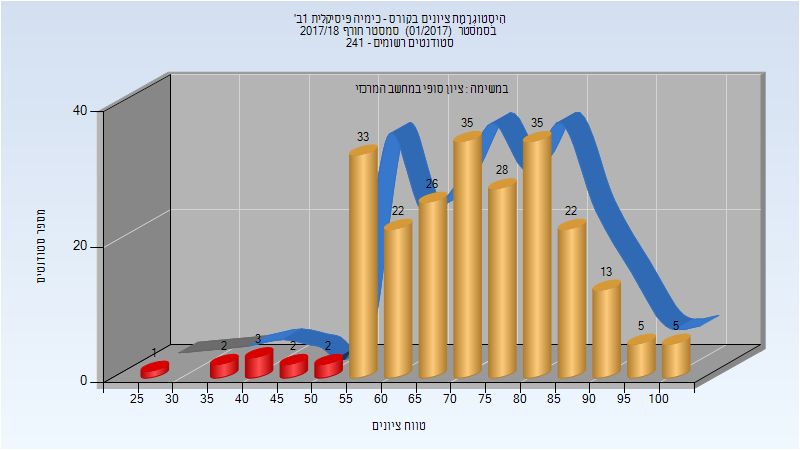 היסטוגרמת ציונים בקורס - כימיה פיסיקלית 1ב'
בסמסטר (01/2017) סמסטר חורף 2017/18
סטודנטים רשומים - 241
במשימה : ציון סופי במחשב המרכזי
מספר סטודנטים
40
20
0
1
2
3
2
2
33
22
26
35
28
35
22
13
5
5
25 30 35 40 45 50 55 60 65 70 75 80 85 90 95 100
טווח ציונים